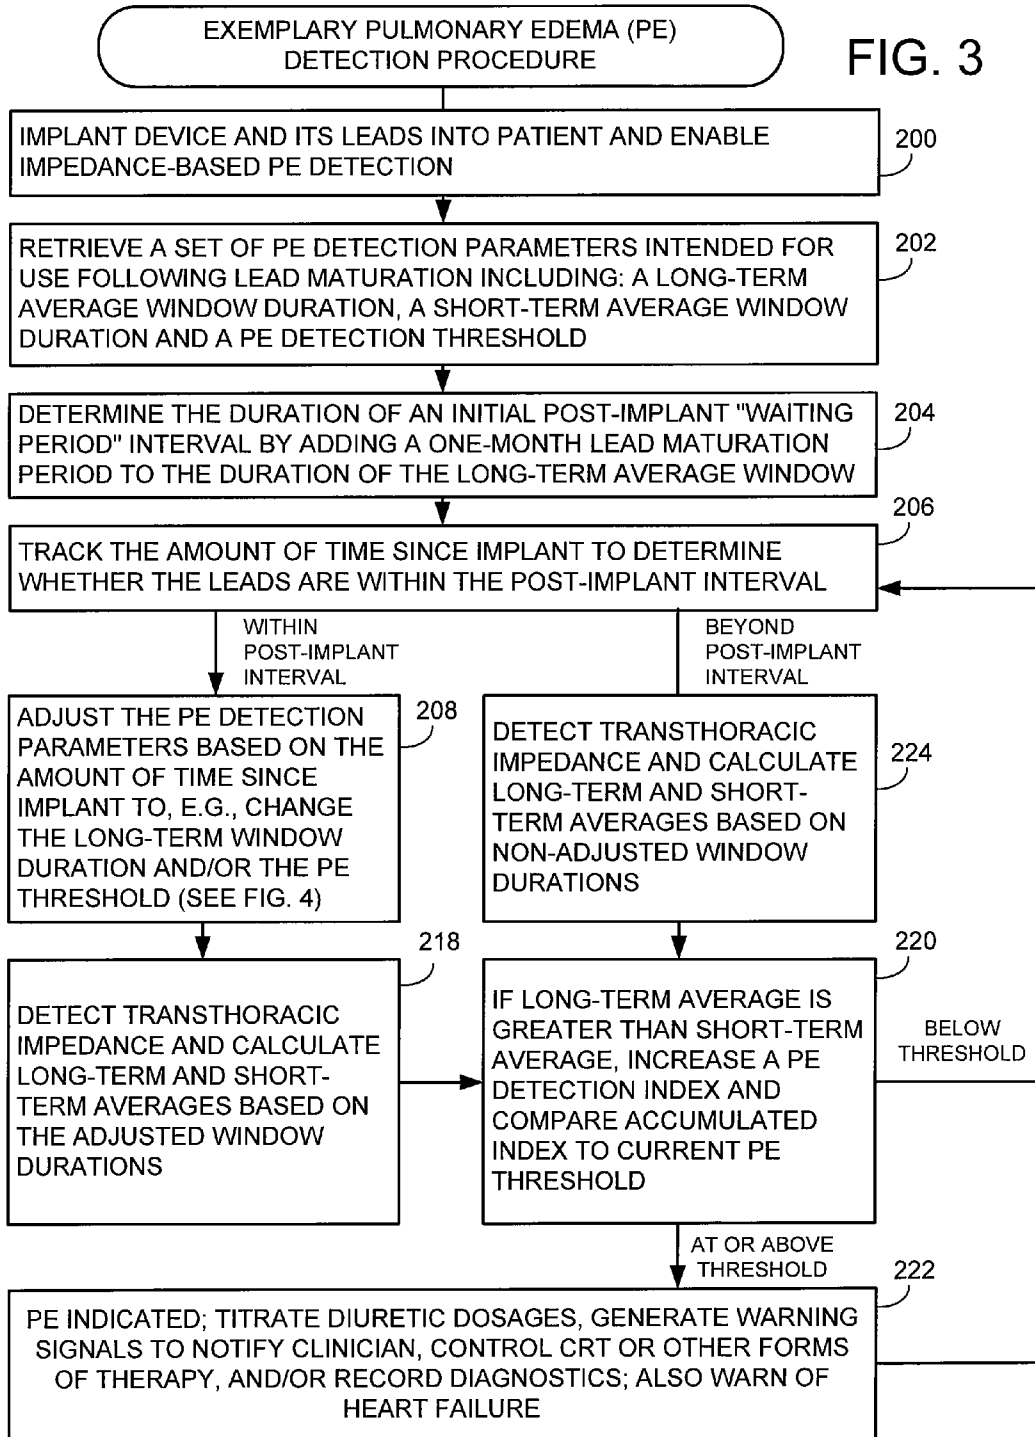 EXEMPLARY PULMONARY EDEMA (PE)
DETECTION PROCEDURE
FIG. 3
IMPLANT DEVICE AND ITS LEADS INTO PATIENT AND ENABLE
IMPEDANCE-BASED PE DETECTION
200
RETRIEVE A SET OF PE DETECTION PARAMETERS INTENDED FOR
USE FOLLOWING LEAD MATURATION INCLUDING: A LONG-TERM
AVERAGE WINDOW DURATION, A SHORT-TERM AVERAGE WINDOW
DURATION AND A PE DETECTION THRESHOLD
202
DETERMINE THE DURATION OF AN INITIAL POST-IMPLANT "WAITING
PERIOD" INTERVAL BY ADDING A ONE-MONTH LEAD MATURATION
PERIOD TO THE DURATION OF THE LONG-TERM AVERAGE WINDOW
204
TRACK THE AMOUNT OF TIME SINCE IMPLANT TO DETERMINE
WHETHER THE LEADS ARE WITHIN THE POST-IMPLANT INTERVAL
206
WITHIN
POST-IMPLANT
INTERVAL
BEYOND
POST-IMPLANT
INTERVAL
ADJUST THE PE DETECTION
PARAMETERS BASED ON THE
AMOUNT OF TIME SINCE
IMPLANT TO, E.G., CHANGE
THE LONG-TERM WINDOW
DURATION AND/OR THE PE
THRESHOLD (SEE FIG. 4)
208
DETECT TRANSTHORACIC
IMPEDANCE AND CALCULATE
LONG-TERM AND SHORT-
TERM AVERAGES BASED ON
NON-ADJUSTED WINDOW
DURATIONS
224
DETECT TRANSTHORACIC
IMPEDANCE AND CALCULATE
LONG-TERM AND SHORT-
TERM AVERAGES BASED ON
THE ADJUSTED WINDOW
DURATIONS
218
IF LONG-TERM AVERAGE IS
GREATER THAN SHORT-TERM
AVERAGE, INCREASE A PE
DETECTION INDEX AND
COMPARE ACCUMULATED
INDEX TO CURRENT PE
THRESHOLD
220
BELOW
THRESHOLD
AT OR ABOVE
THRESHOLD
PE INDICATED; TITRATE DIURETIC DOSAGES, GENERATE WARNING
SIGNALS TO NOTIFY CLINICIAN, CONTROL CRT OR OTHER FORMS
OF THERAPY, AND/OR RECORD DIAGNOSTICS; ALSO WARN OF
HEART FAILURE
222